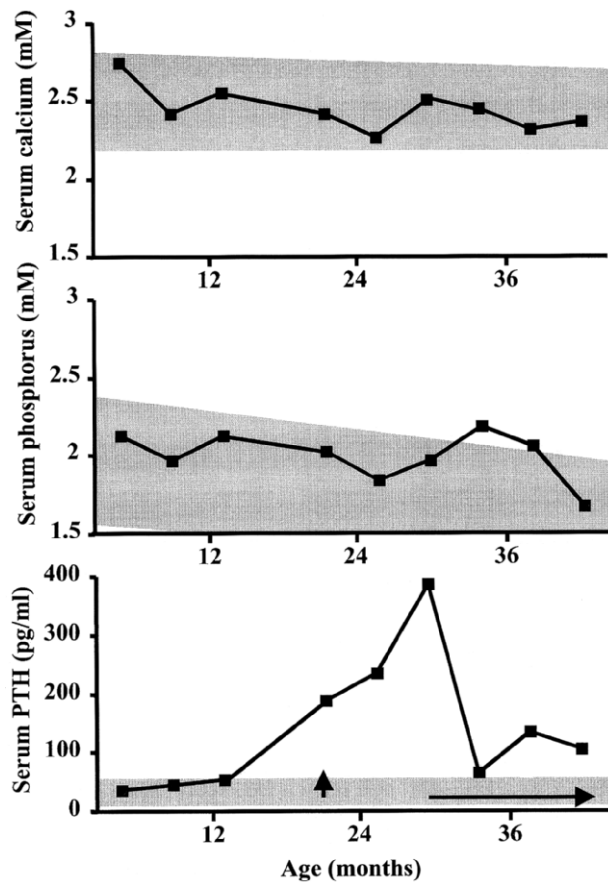 Serum calcium (mM)
3
2.5
2
1.5
12 24 36
Serum phosphorus (mM)
3
2.5
2
1.5
12 24 36
Serum PTH (pg/ml)
400
300
200
100
0
12 24 36
Age (months)